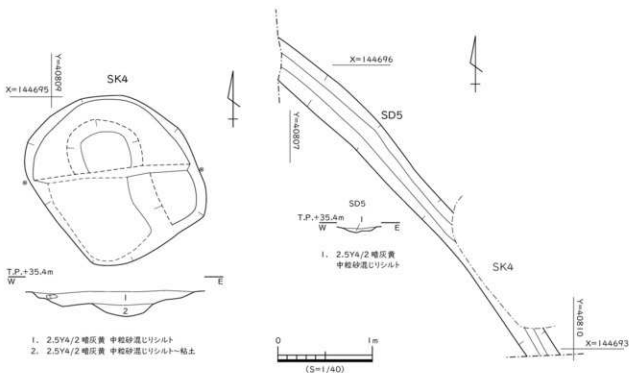 SK4
Y=40809
X=144695
T.P.+35.4m
W E
1
2
1. 2.5Y4/2 暗灰黄 中粒砂混じりシルト
2. 2.5Y4/2 暗灰黄 中粒砂混じりシルト~粘土
X=144696
SD5
Y=40807
SD5
T.P.+35.4m
W E
1
1. 2.5Y4/2 暗灰黄
中粒砂混じりシルト
SK4
Y=40810
X=144693
0 1m
(S=1/40)